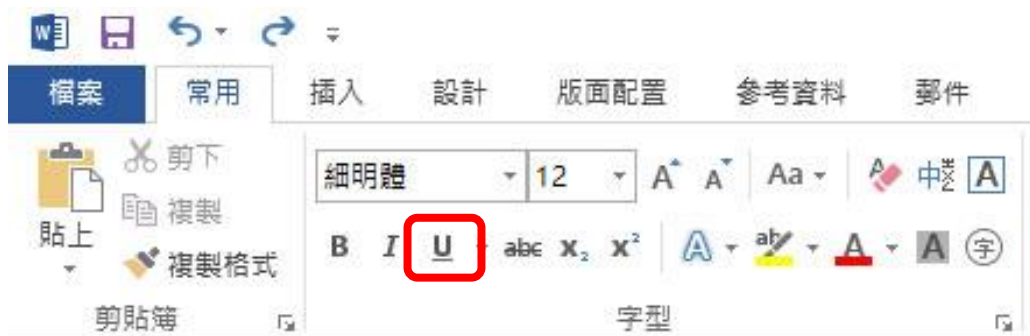 檔案 常用 插入 設計 版面配置 參考資料 郵件
貼上
剪下
複製
複製格式
剪貼簿
細明體 12 A A Aa 中 A
B I U abc X₂ X² A ab A A 字
字型